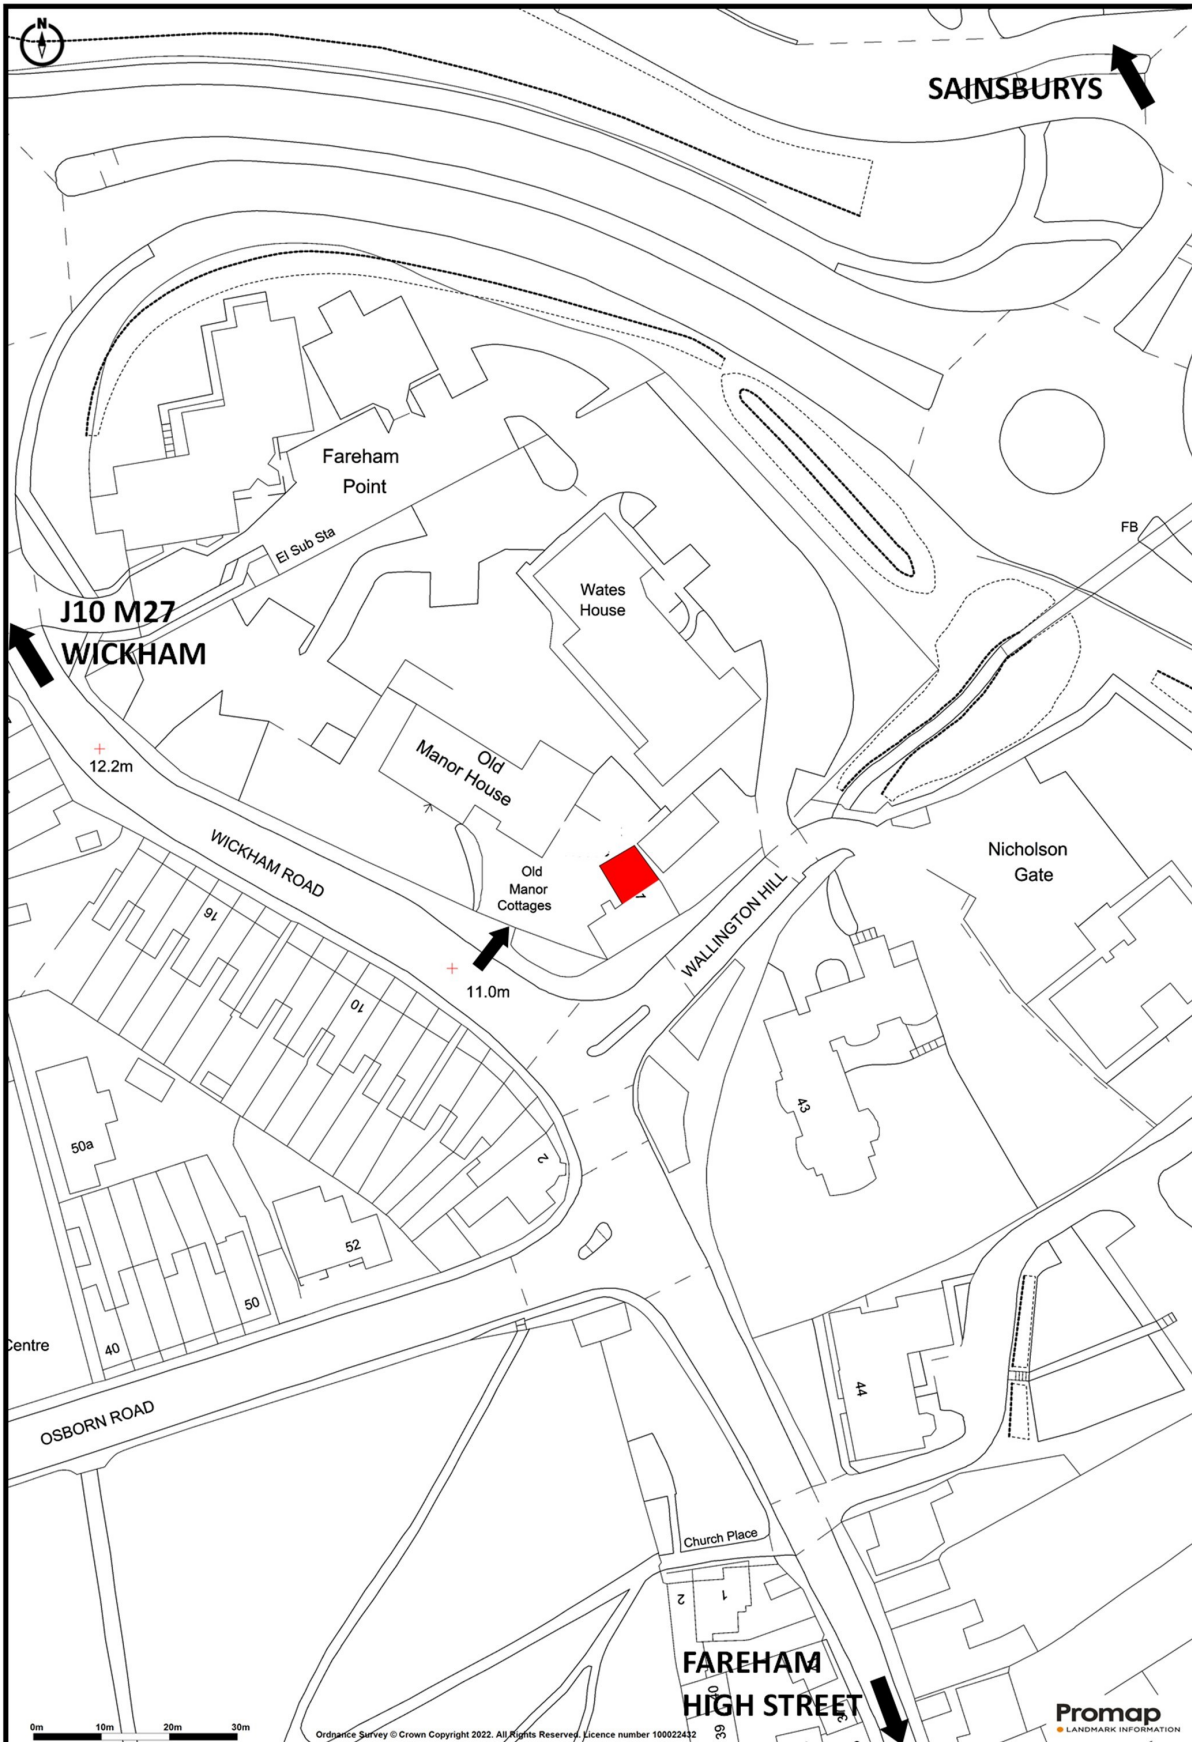 N
SAINSBURYS
Fareham
Point
El Sub Sta
FB
Wates
House
J10 M27
WICKHAM
12.2m
Old
Manor House
WICKHAM ROAD
Old
Manor
Cottages
7
WALLINGTON HILL
Nicholson
Gate
16
10
11.0m
43
50a
2
52
50
40
Centre
44
OSBORN ROAD
Church Place
2
1
FAREHAM
HIGH STREET
39
0m 10m 20m 30m
Ordnance Survey © Crown Copyright 2022. All Rights Reserved. Licence number 100022432
Promap
LANDMARK INFORMATION